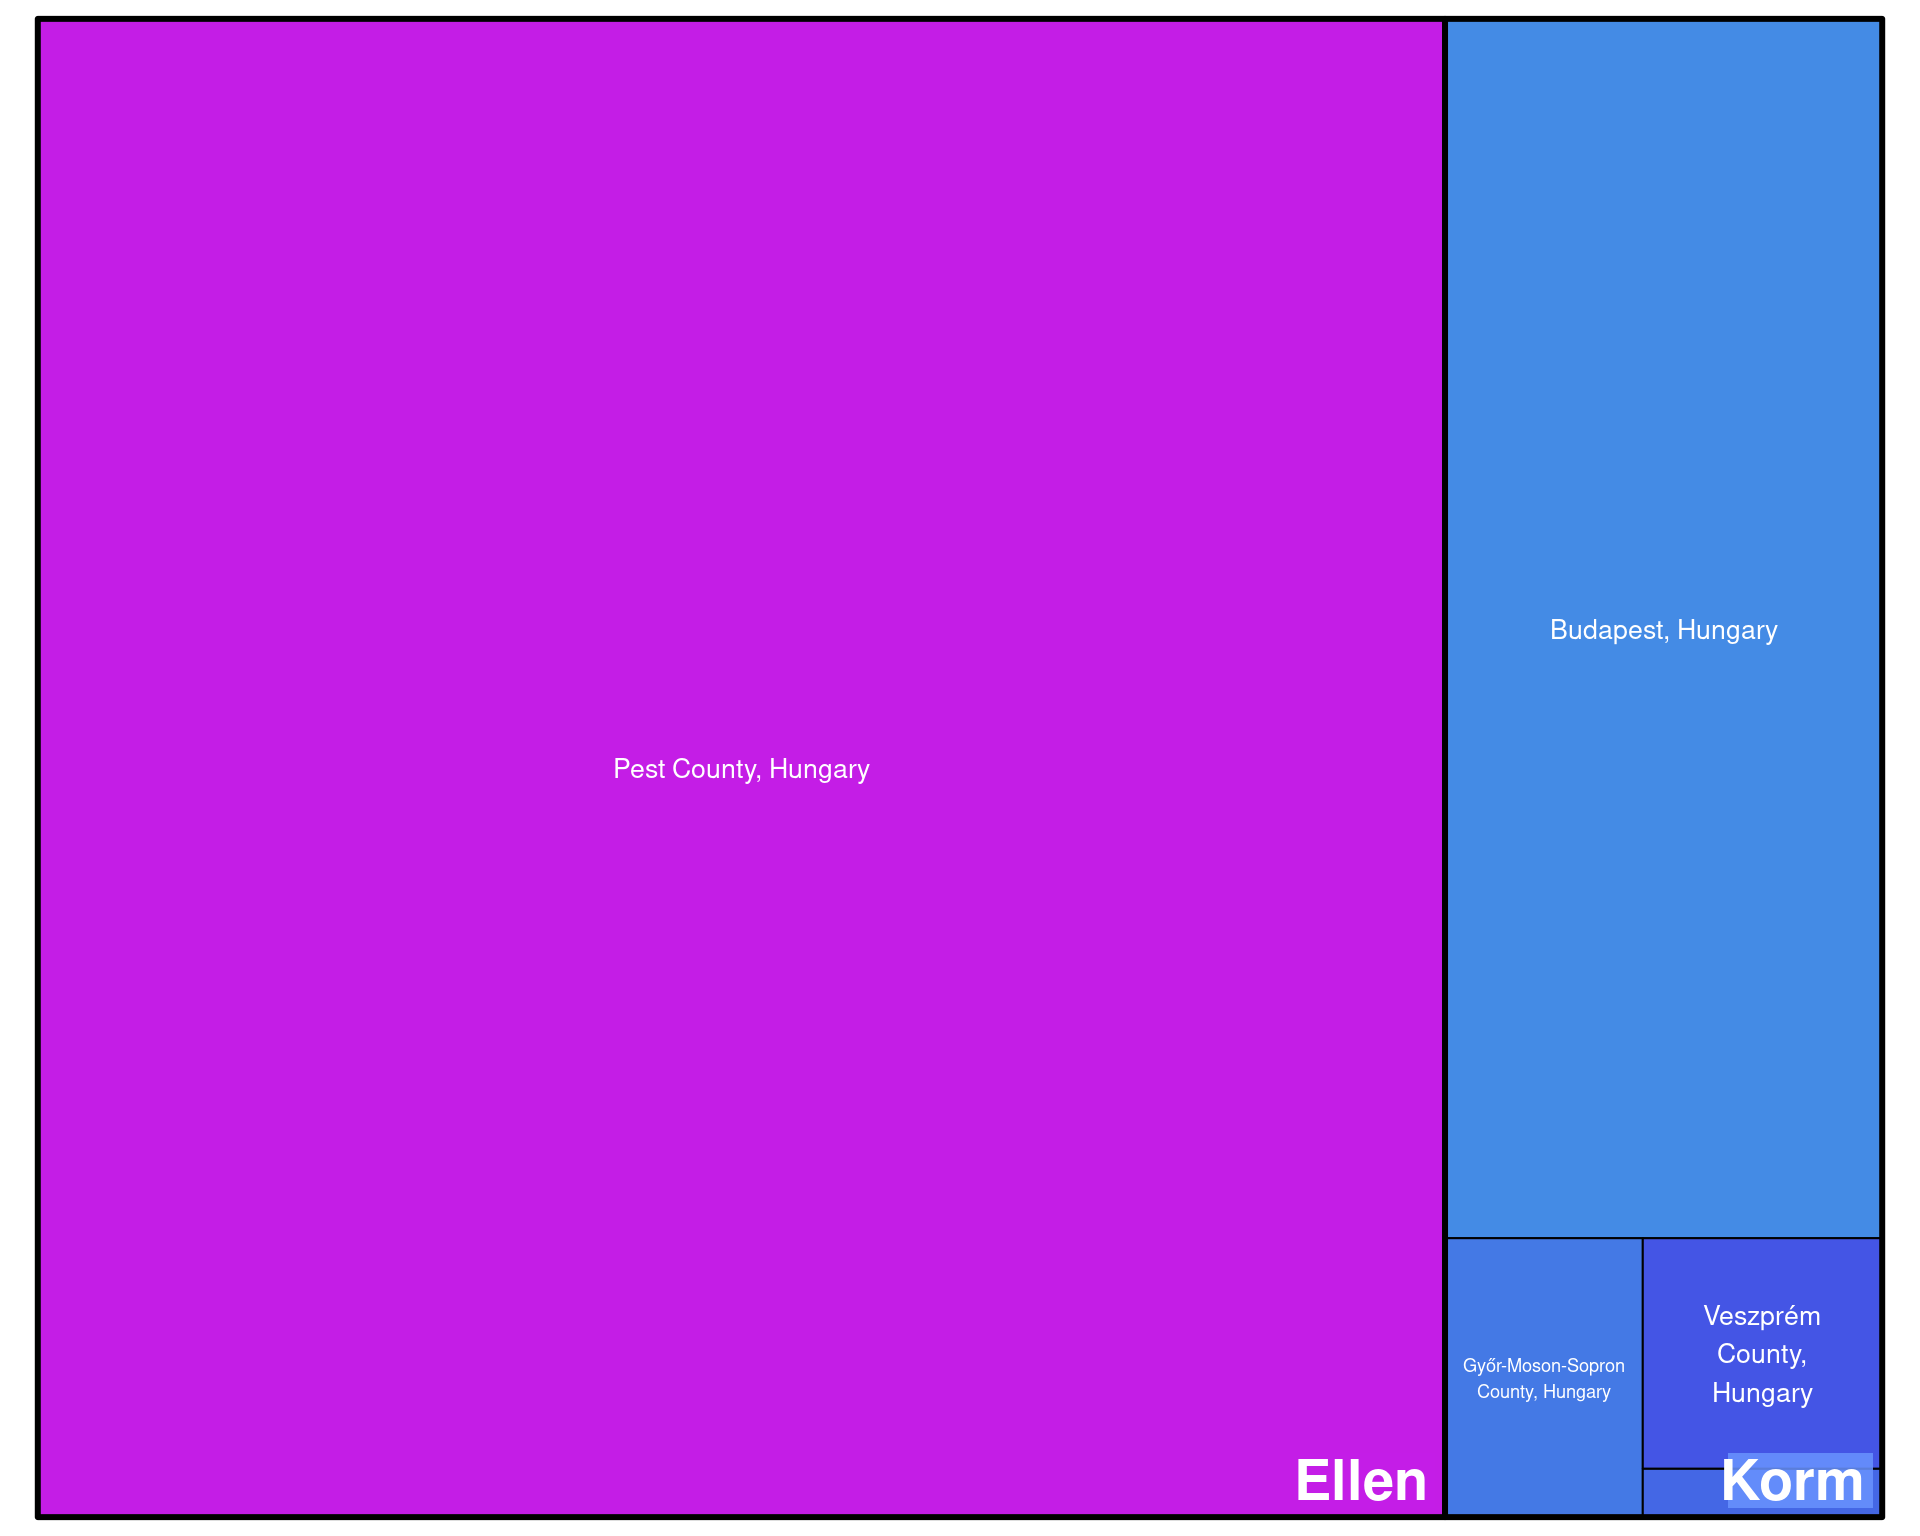 Pest County, Hungary
Ellen
Budapest, Hungary
Győr-Moson-Sopron
County, Hungary
Veszprém
County,
Hungary
Korm